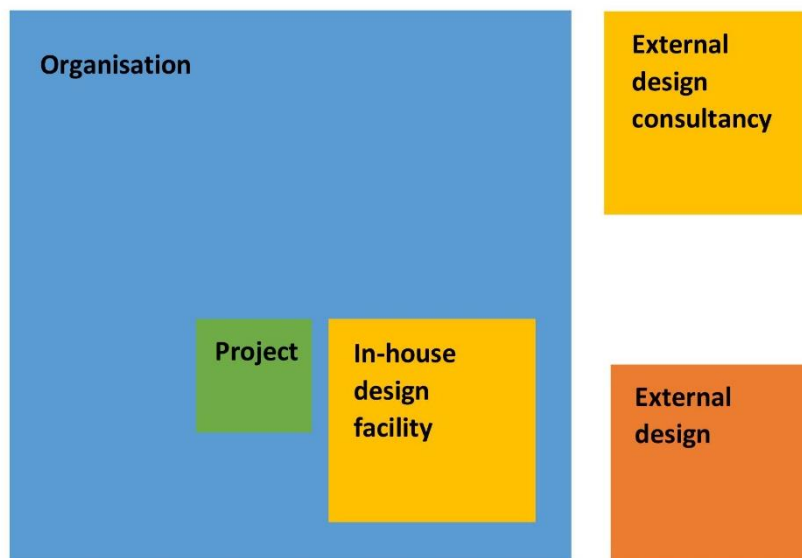 Organisation
External
design
consultancy
Project
In-house
design
facility
External
design